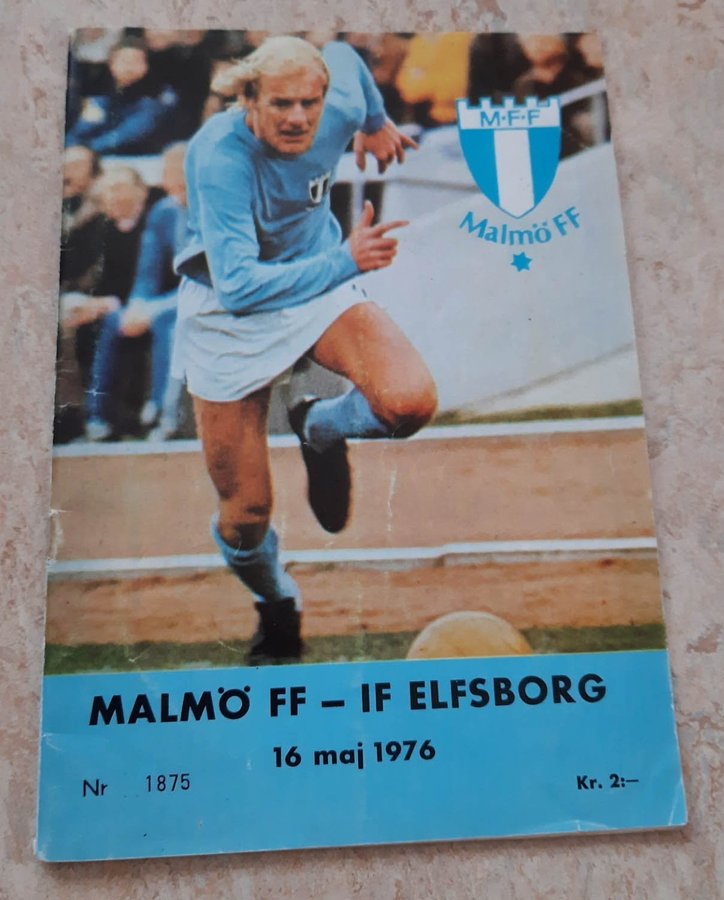 M·F·F
Malmö FF
MALMÖ FF – IF ELFSBORG
16 maj 1976
Nr 1875
Kr. 2:–